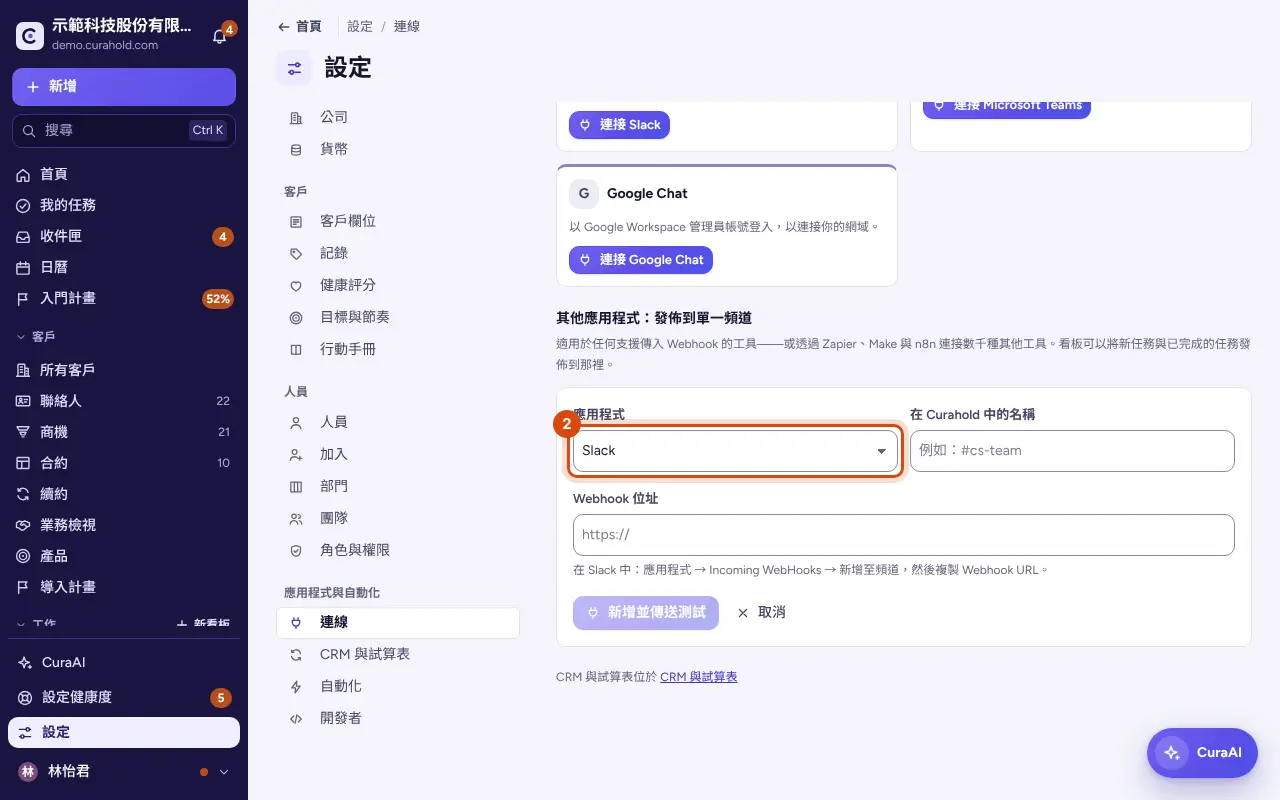 示範科技股份有限...
demo.curahold.com
4
新增
搜尋
Ctrl K
首頁
我的任務
收件匣
4
日曆
入門計畫
52%
客戶
所有客戶
聯絡人
22
商機
21
合約
10
續約
業務檢視
產品
導入計畫
工作
新看板
CuraAI
設定健康度
5
設定
林
林怡君
首頁
設定 / 連線
設定
公司
貨幣
客戶
客戶欄位
記錄
健康評分
目標與節奏
行動手冊
人員
人員
加入
部門
團隊
角色與權限
應用程式與自動化
連線
CRM 與試算表
自動化
開發者
連接 Slack
連接 Microsoft Teams
G
Google Chat
以 Google Workspace 管理員帳號登入，以連接你的網域。
連接 Google Chat
其他應用程式：發佈到單一頻道
適用於任何支援傳入 Webhook 的工具——或透過 Zapier、Make 與 n8n 連接數千種其他工具。看板可以將新任務與已完成的任務發
佈到那裡。
2
應用程式
Slack
在 Curahold 中的名稱
例如：#cs-team
Webhook 位址
https://
在 Slack 中：應用程式 → Incoming WebHooks → 新增至頻道，然後複製 Webhook URL。
新增並傳送測試
取消
CRM 與試算表位於 CRM 與試算表
CuraAI